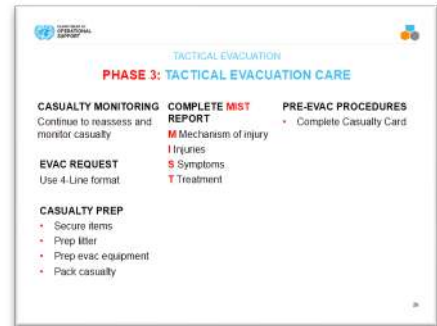 OPERATIONAL
SUPPORT
TACTICAL EVACUATION
PHASE 3: TACTICAL EVACUATION CARE
CASUALTY MONITORING
Continue to reassess and
monitor casualty
EVAC REQUEST
Use 4-Line format
CASUALTY PREP
• Secure items
• Prep litter
• Prep evac equipment
• Pack casualty
COMPLETE MIST
REPORT
M Mechanism of injury
I Injuries
S Symptoms
T Treatment
PRE-EVAC PROCEDURES
• Complete Casualty Card